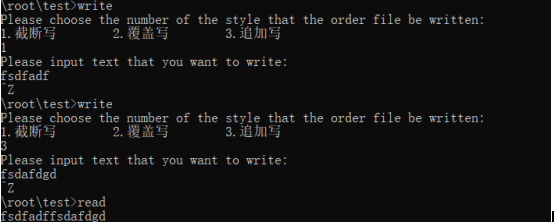 \root\test>write
Please choose the number of the style that the order file be written:
1.截断写 2.覆盖写 3.追加写
1
Please input text that you want to write:
fsdfadf
^Z
\root\test>write
Please choose the number of the style that the order file be written:
1.截断写 2.覆盖写 3.追加写
3
Please input text that you want to write:
fsdafdgd
^Z
\root\test>read
fsdfadffsdafdgd